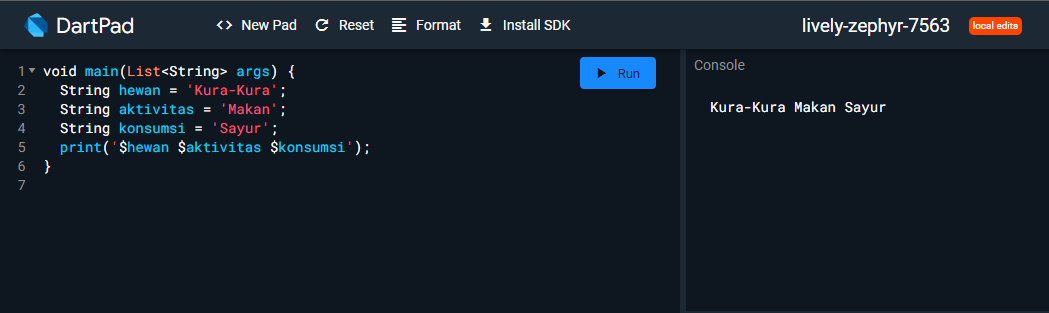 DartPad
<> New Pad
Reset
Format
Install SDK
lively-zephyr-7563
local edits
1 void main(List<String> args) {
2   String hewan = 'Kura-Kura';
3   String aktivitas = 'Makan';
4   String konsumsi = 'Sayur';
5   print('$hewan $aktivitas $konsumsi');
6 }
7
Run
Console
Kura-Kura Makan Sayur